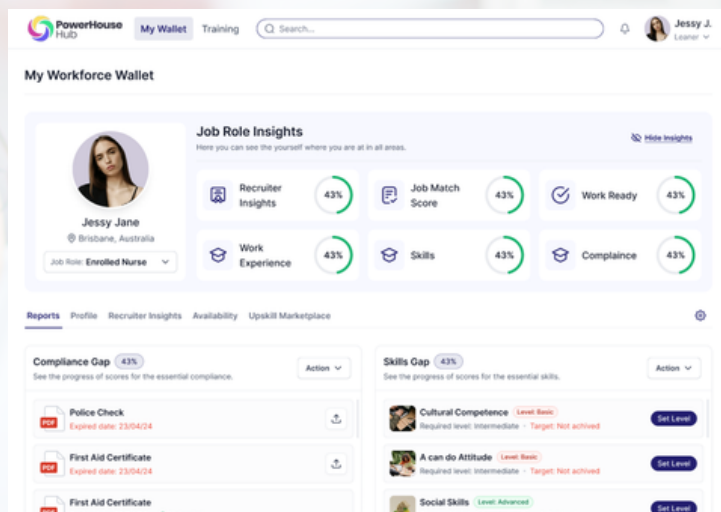 PowerHouse
Hub
My Wallet
Training
Search...
Jessy J.
Leaner
My Workforce Wallet
Jessy Jane
Brisbane, Australia
Job Role: Enrolled Nurse
Job Role Insights
Here you can see the yourself where you are at in all areas.
Hide Insights
Recruiter
Insights
43%
Job Match
Score
43%
Work Ready
43%
Work
Experience
43%
Skills
43%
Complaince
43%
Reports
Profile
Recruiter Insights
Availability
Upskill Marketplace
Compliance Gap
43%
See the progress of scores for the essential compliance.
Action
PDF
Police Check
Expired date: 23/04/24
PDF
First Aid Certificate
Expired date: 23/04/24
PDF
First Aid Certificate
Skills Gap
43%
See the progress of scores for the essential skills.
Action
Cultural Competence
Level: Basic
Required level: Intermediate • Target: Not achived
Set Level
A can do Attitude
Level: Basic
Required level: Intermediate • Target: Not achived
Set Level
Social Skills
Level: Advanced
Set Level